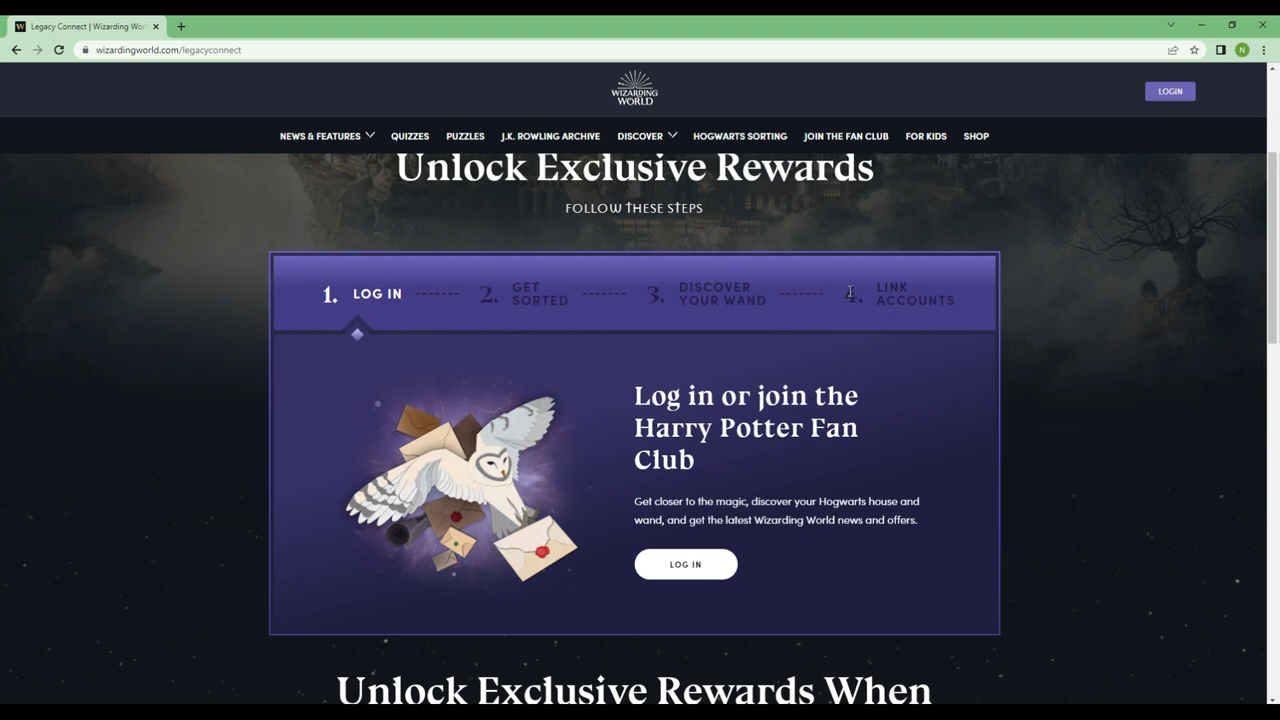 Legacy Connect | Wizarding Wor
wizardingworld.com/legacyconnect
N
WIZARDING
WORLD
LOGIN
NEWS & FEATURES QUIZZES PUZZLES J.K. ROWLING ARCHIVE DISCOVER HOGWARTS SORTING JOIN THE FAN CLUB FOR KIDS SHOP
Unlock Exclusive Rewards
FOLLOW THESE STEPS
1. LOG IN
2. GET
SORTED
3. DISCOVER
YOUR WAND
4. LINK
ACCOUNTS
Log in or join the
Harry Potter Fan
Club
Get closer to the magic, discover your Hogwarts house and
wand, and get the latest Wizarding World news and offers.
LOG IN
Unlock Exclusive Rewards When